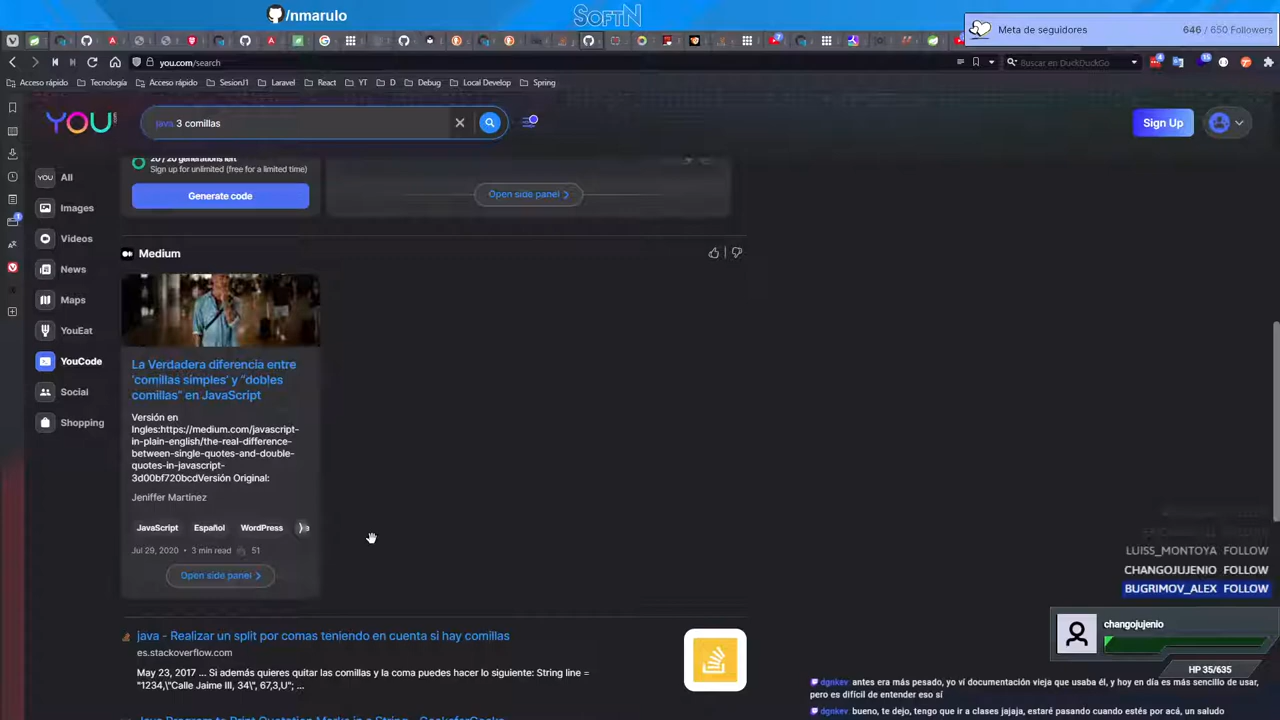 /nmarulo
SOFTN
Meta de seguidores
646 / 650 Followers
you.com/search
Buscar en DuckDuckGo
Acceso rápido
Tecnología
Acceso rápido
SesionJ1
Laravel
React
YT
D
Debug
Local Develop
Spring
YOU
java 3 comillas
Sign Up
20 / 20 generations left
Sign up for unlimited (free for a limited time)
Generate code
Open side panel
All
Images
Videos
News
Maps
YouEat
YouCode
Social
Shopping
Medium
La Verdadera diferencia entre
'comillas simples' y "dobles
comillas" en JavaScript
Versión en
Ingles:https://medium.com/javascript-
in-plain-english/the-real-difference-
between-single-quotes-and-double-
quotes-in-javascript-
3d00bf720bcdVersión Original:
Jeniffer Martinez
JavaScript
Español
WordPress
Jul 29, 2020 • 3 min read
51
Open side panel
java - Realizar un split por comas teniendo en cuenta si hay comillas
es.stackoverflow.com
May 23, 2017 ... Si además quieres quitar las comillas y la coma puedes hacer lo siguiente: String line =
"1234,\"Calle Jaime III, 34\", 67,3,U"; ...
LUISS_MONTOYA FOLLOW
CHANGOJUJENIO FOLLOW
BUGRIMOV_ALEX FOLLOW
changojujenio
HP 35/635
dgnkev antes era más pesado, yo ví documentación vieja que usaba él, y hoy en día es más sencillo de usar,
pero es difícil de entender eso sí
dgnkev bueno, te dejo, tengo que ir a clases jajaja, estaré pasando cuando estés por acá, un saludo